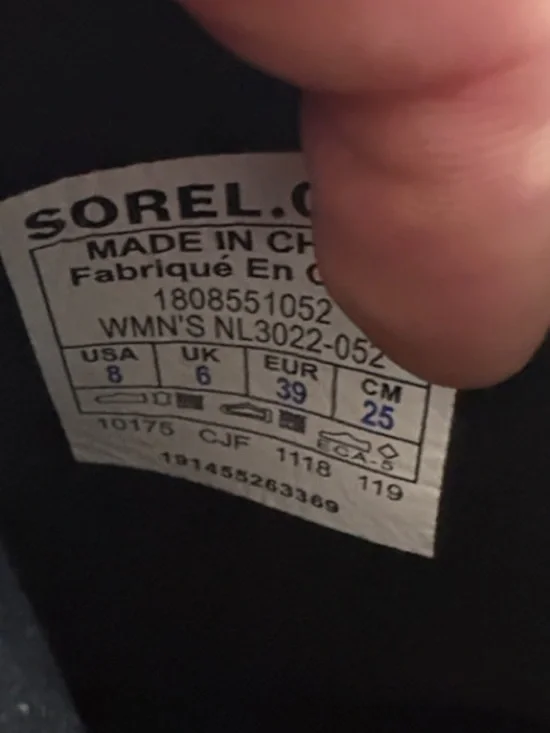 SOREL.C
MADE IN CH
Fabriqué En C
1808551052
WMN'S NL3022-052
USA UK EUR CM
8 6 39 25
ECA-5
10175 CJF 1118 119
191455263369